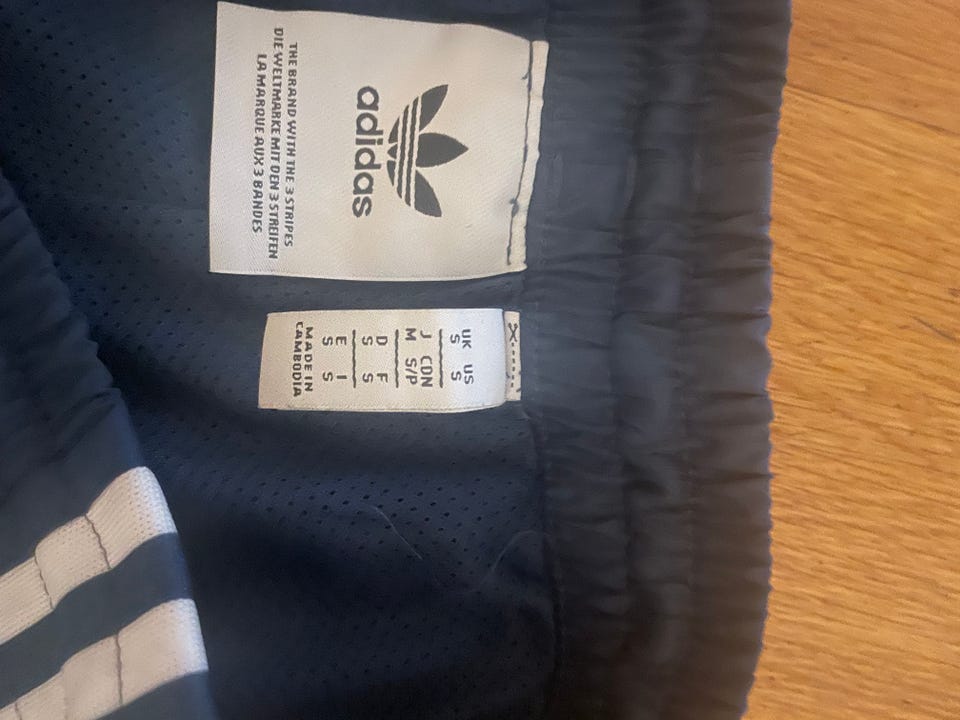 adidas
THE BRAND WITH THE 3 STRIPES
DIE WELTMARKE MIT DEN 3 STREIFEN
LA MARQUE AUX 3 BANDES
UK US
S S
J CDN
M S/P
D F
S S
E I
S S
MADE IN
CAMBODIA